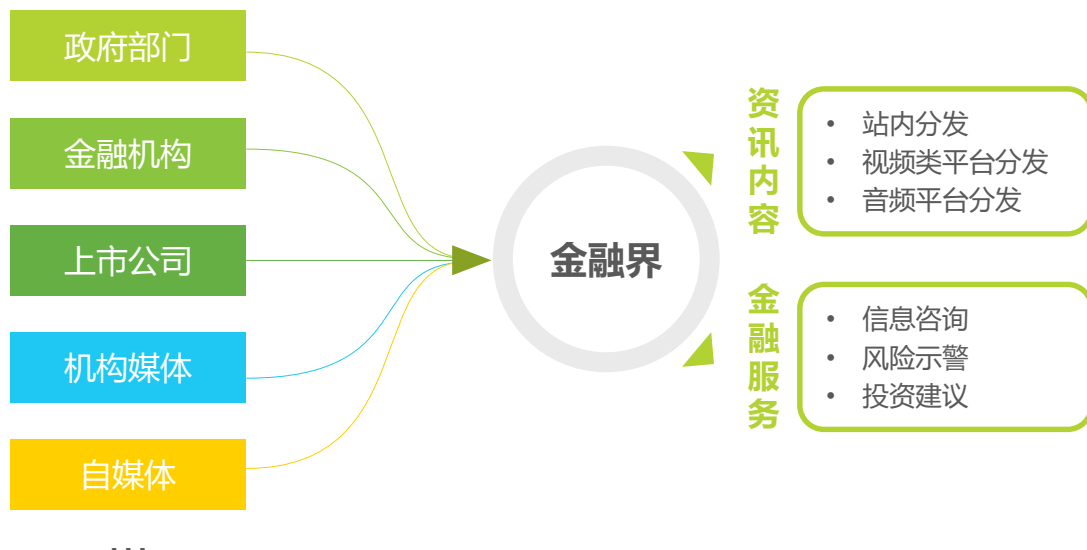 政府部门
金融机构
上市公司
机构媒体
自媒体
...
金融界
资讯内容
• 站内分发
• 视频类平台分发
• 音频平台分发
金融服务
• 信息咨询
• 风险示警
• 投资建议